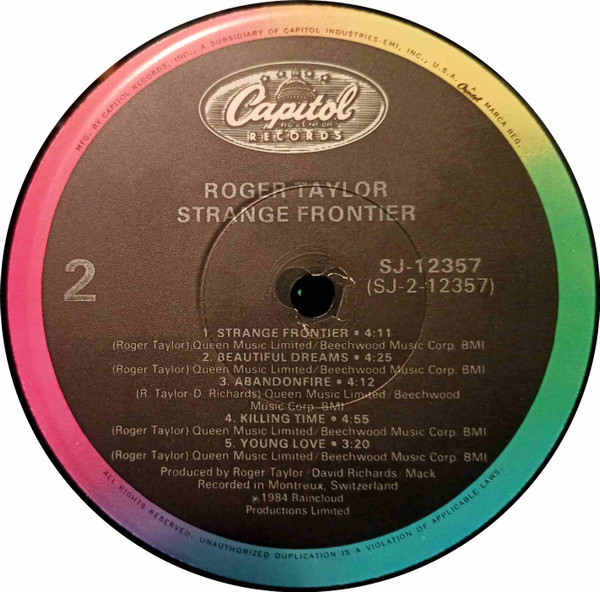 MFG. BY CAPITOL RECORDS, INC., A SUBSIDIARY OF CAPITOL INDUSTRIES-EMI, INC., U.S.A. Capitol MARCA REG.
Capitol
REG. U.S. PAT. OFF.
RECORDS
ROGER TAYLOR
STRANGE FRONTIER
2
SJ-12357
(SJ-2-12357)
1. STRANGE FRONTIER • 4:11
(Roger Taylor) Queen Music Limited/Beechwood Music Corp. BMI
2. BEAUTIFUL DREAMS • 4:25
(Roger Taylor) Queen Music Limited/Beechwood Music Corp. BMI
3. ABANDONFIRE • 4:12
(R. Taylor-D. Richards) Queen Music Limited/Beechwood
Music Corp. BMI
4. KILLING TIME • 4:55
(Roger Taylor) Queen Music Limited/Beechwood Music Corp. BMI
5. YOUNG LOVE • 3:20
(Roger Taylor) Queen Music Limited/Beechwood Music Corp. BMI
Produced by Roger Taylor/David Richards/Mack
Recorded in Montreux, Switzerland
℗1984 Raincloud
Productions Limited
ALL RIGHTS RESERVED. UNAUTHORIZED DUPLICATION IS A VIOLATION OF APPLICABLE LAWS.